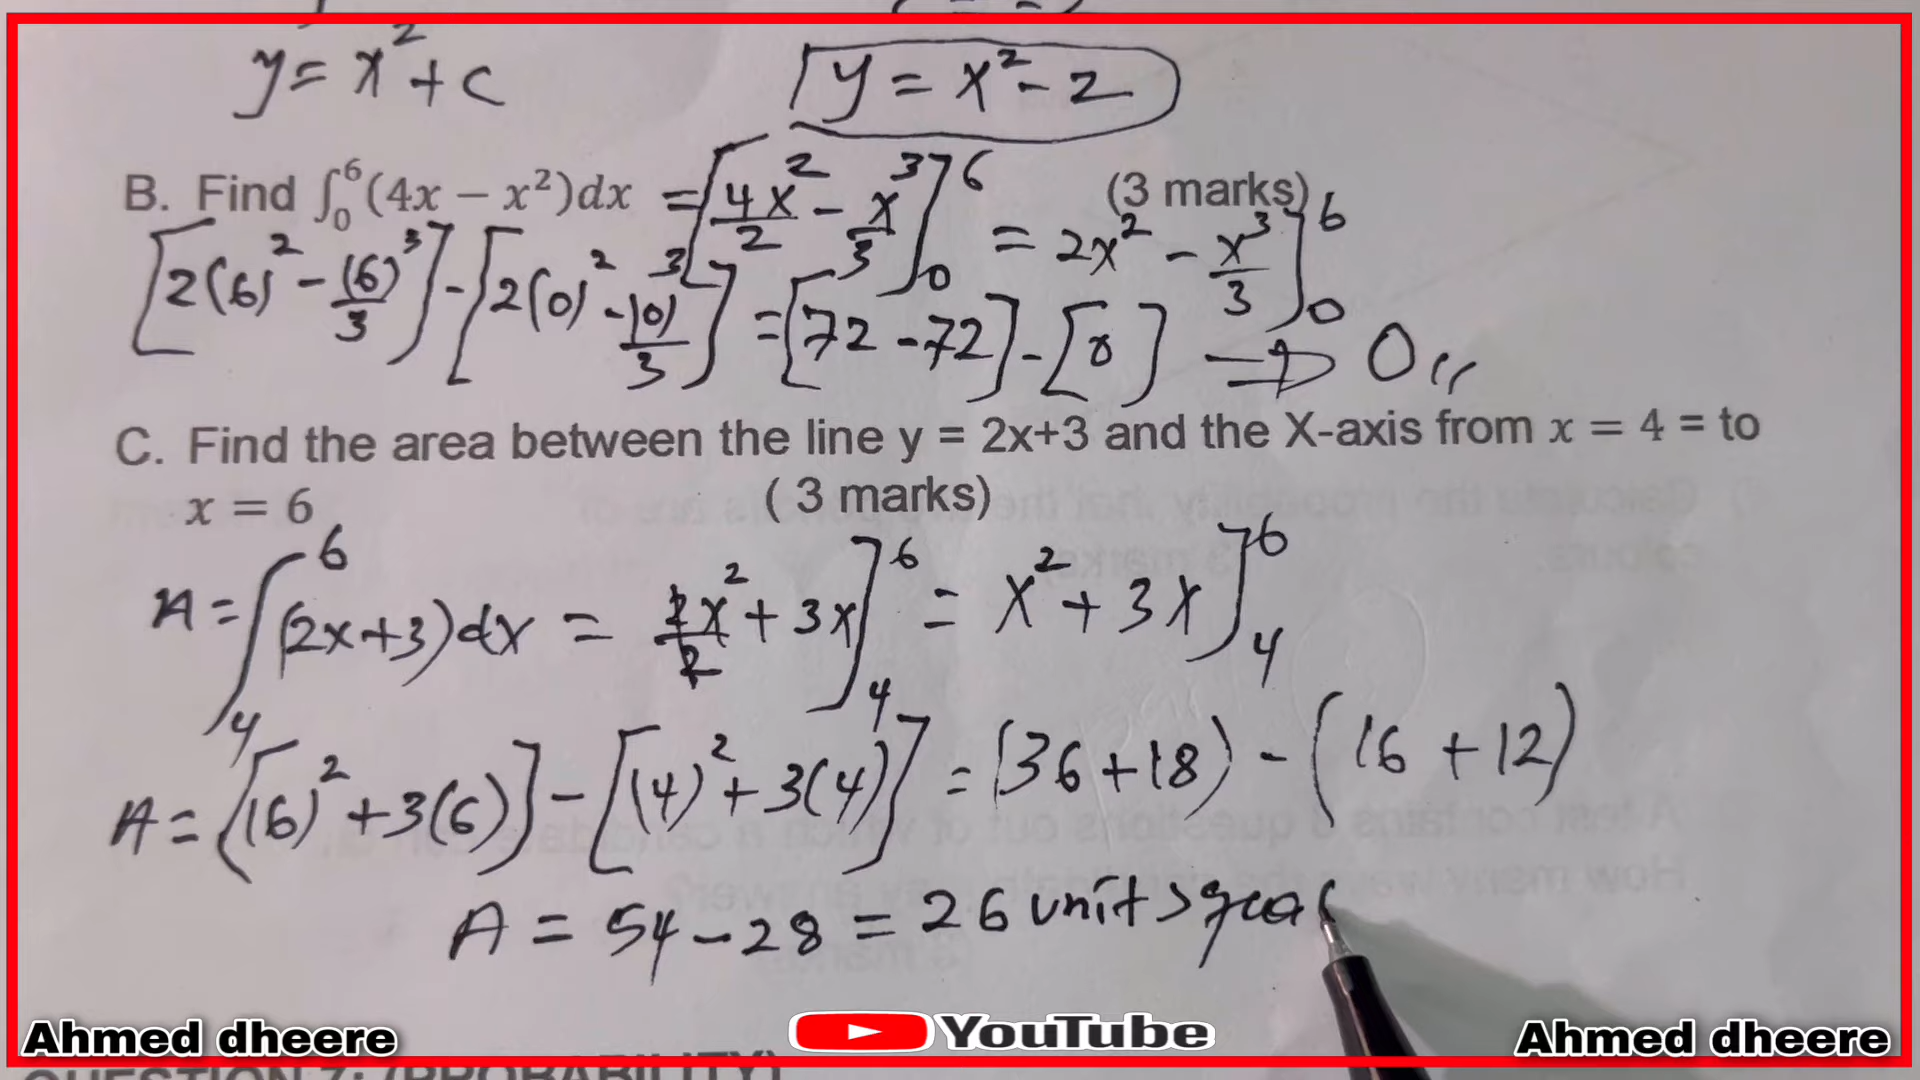 y = x² + c
y = x² - 2
B. Find ∫₀⁶(4x − x²)dx = [4x²/2 - x³/3]₀⁶ (3 marks)
= 2x² - x³/3]₀⁶
[2(6)² - (6)³/3] - [2(0)² - (0)³/3] = [72 - 72] - [0] ⇒ 0,,
C. Find the area between the line y = 2x+3 and the X-axis from x = 4 = to
x = 6 ( 3 marks)
A = ∫₄⁶ (2x+3)dx = 2x²/2 + 3x]₄⁶ = x² + 3x]₄⁶
A = [(6)² + 3(6)] - [(4)² + 3(4)] = (36 + 18) - (16 + 12)
A = 54 - 28 = 26 unit squar
Ahmed dheere
YouTube
Ahmed dheere